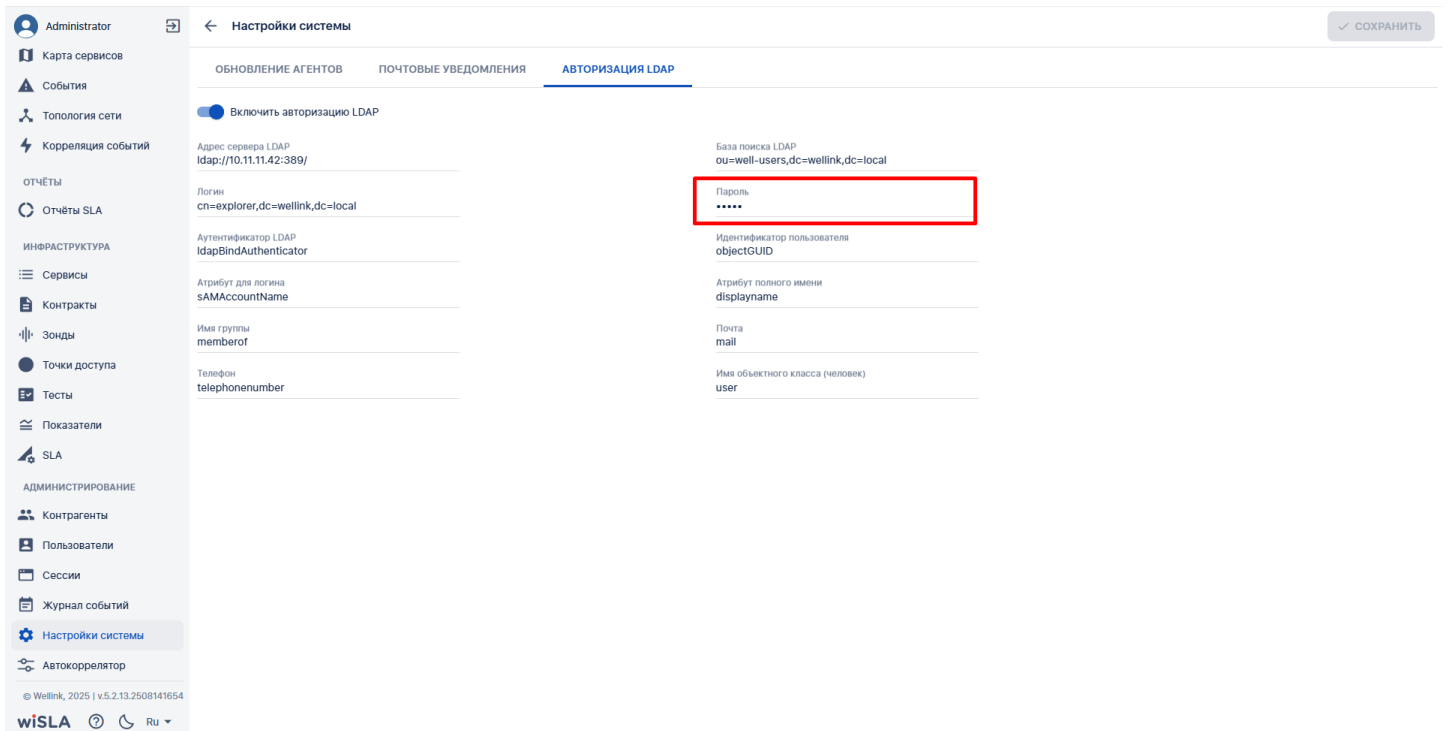 Administrator
Карта сервисов
События
Топология сети
Корреляция событий
ОТЧЁТЫ
Отчёты SLA
ИНФРАСТРУКТУРА
Сервисы
Контракты
Зонды
Точки доступа
Тесты
Показатели
SLA
АДМИНИСТРИРОВАНИЕ
Контрагенты
Пользователи
Сессии
Журнал событий
Настройки системы
Автокоррелятор
© Wellink, 2025 | v.5.2.13.2508141654
wiSLA Ru
Настройки системы
СОХРАНИТЬ
ОБНОВЛЕНИЕ АГЕНТОВ ПОЧТОВЫЕ УВЕДОМЛЕНИЯ АВТОРИЗАЦИЯ LDAP
Включить авторизацию LDAP
Адрес сервера LDAP
ldap://10.11.11.42:389/
База поиска LDAP
ou=well-users,dc=wellink,dc=local
Логин
cn=explorer,dc=wellink,dc=local
Пароль
•••••
Аутентификатор LDAP
ldapBindAuthenticator
Идентификатор пользователя
objectGUID
Атрибут для логина
sAMAccountName
Атрибут полного имени
displayname
Имя группы
memberof
Почта
mail
Телефон
telephonenumber
Имя объектного класса (человек)
user